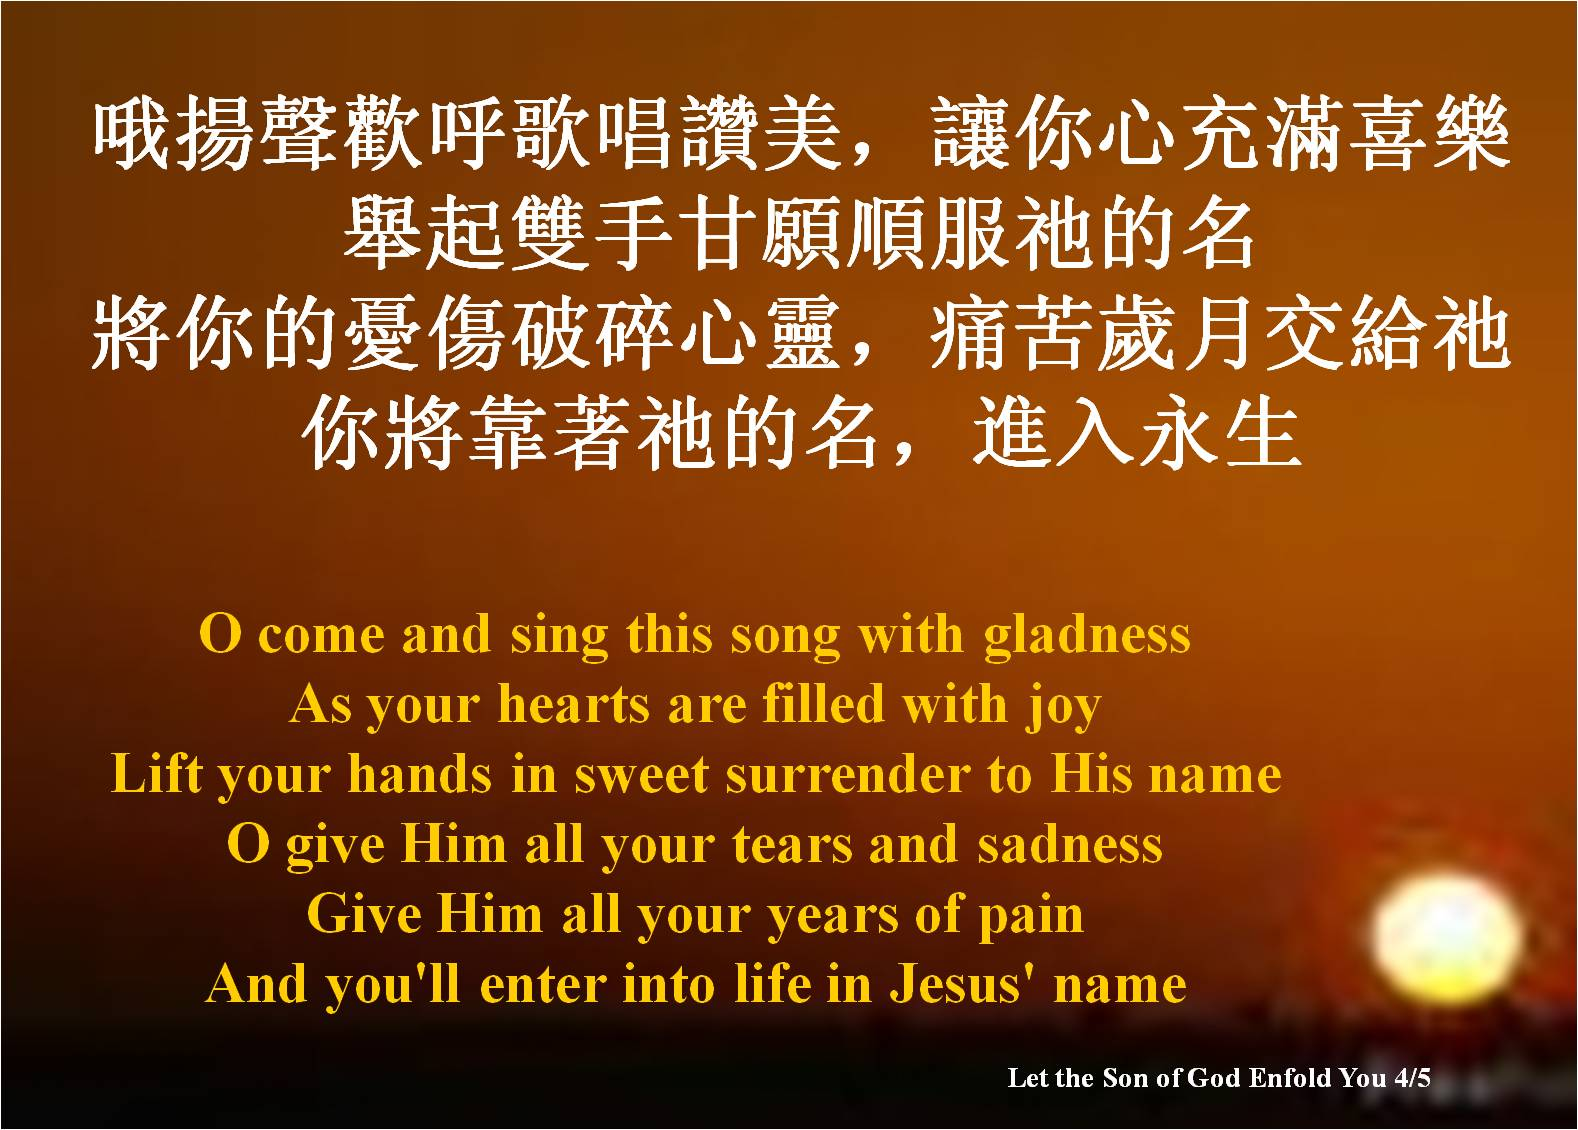 哦揚聲歡呼歌唱讚美，讓你心充滿喜樂
舉起雙手甘願順服祂的名
將你的憂傷破碎心靈，痛苦歲月交給祂
你將靠著祂的名，進入永生
O come and sing this song with gladness
As your hearts are filled with joy
Lift your hands in sweet surrender to His name
O give Him all your tears and sadness
Give Him all your years of pain
And you'll enter into life in Jesus' name
Let the Son of God Enfold You 4/5